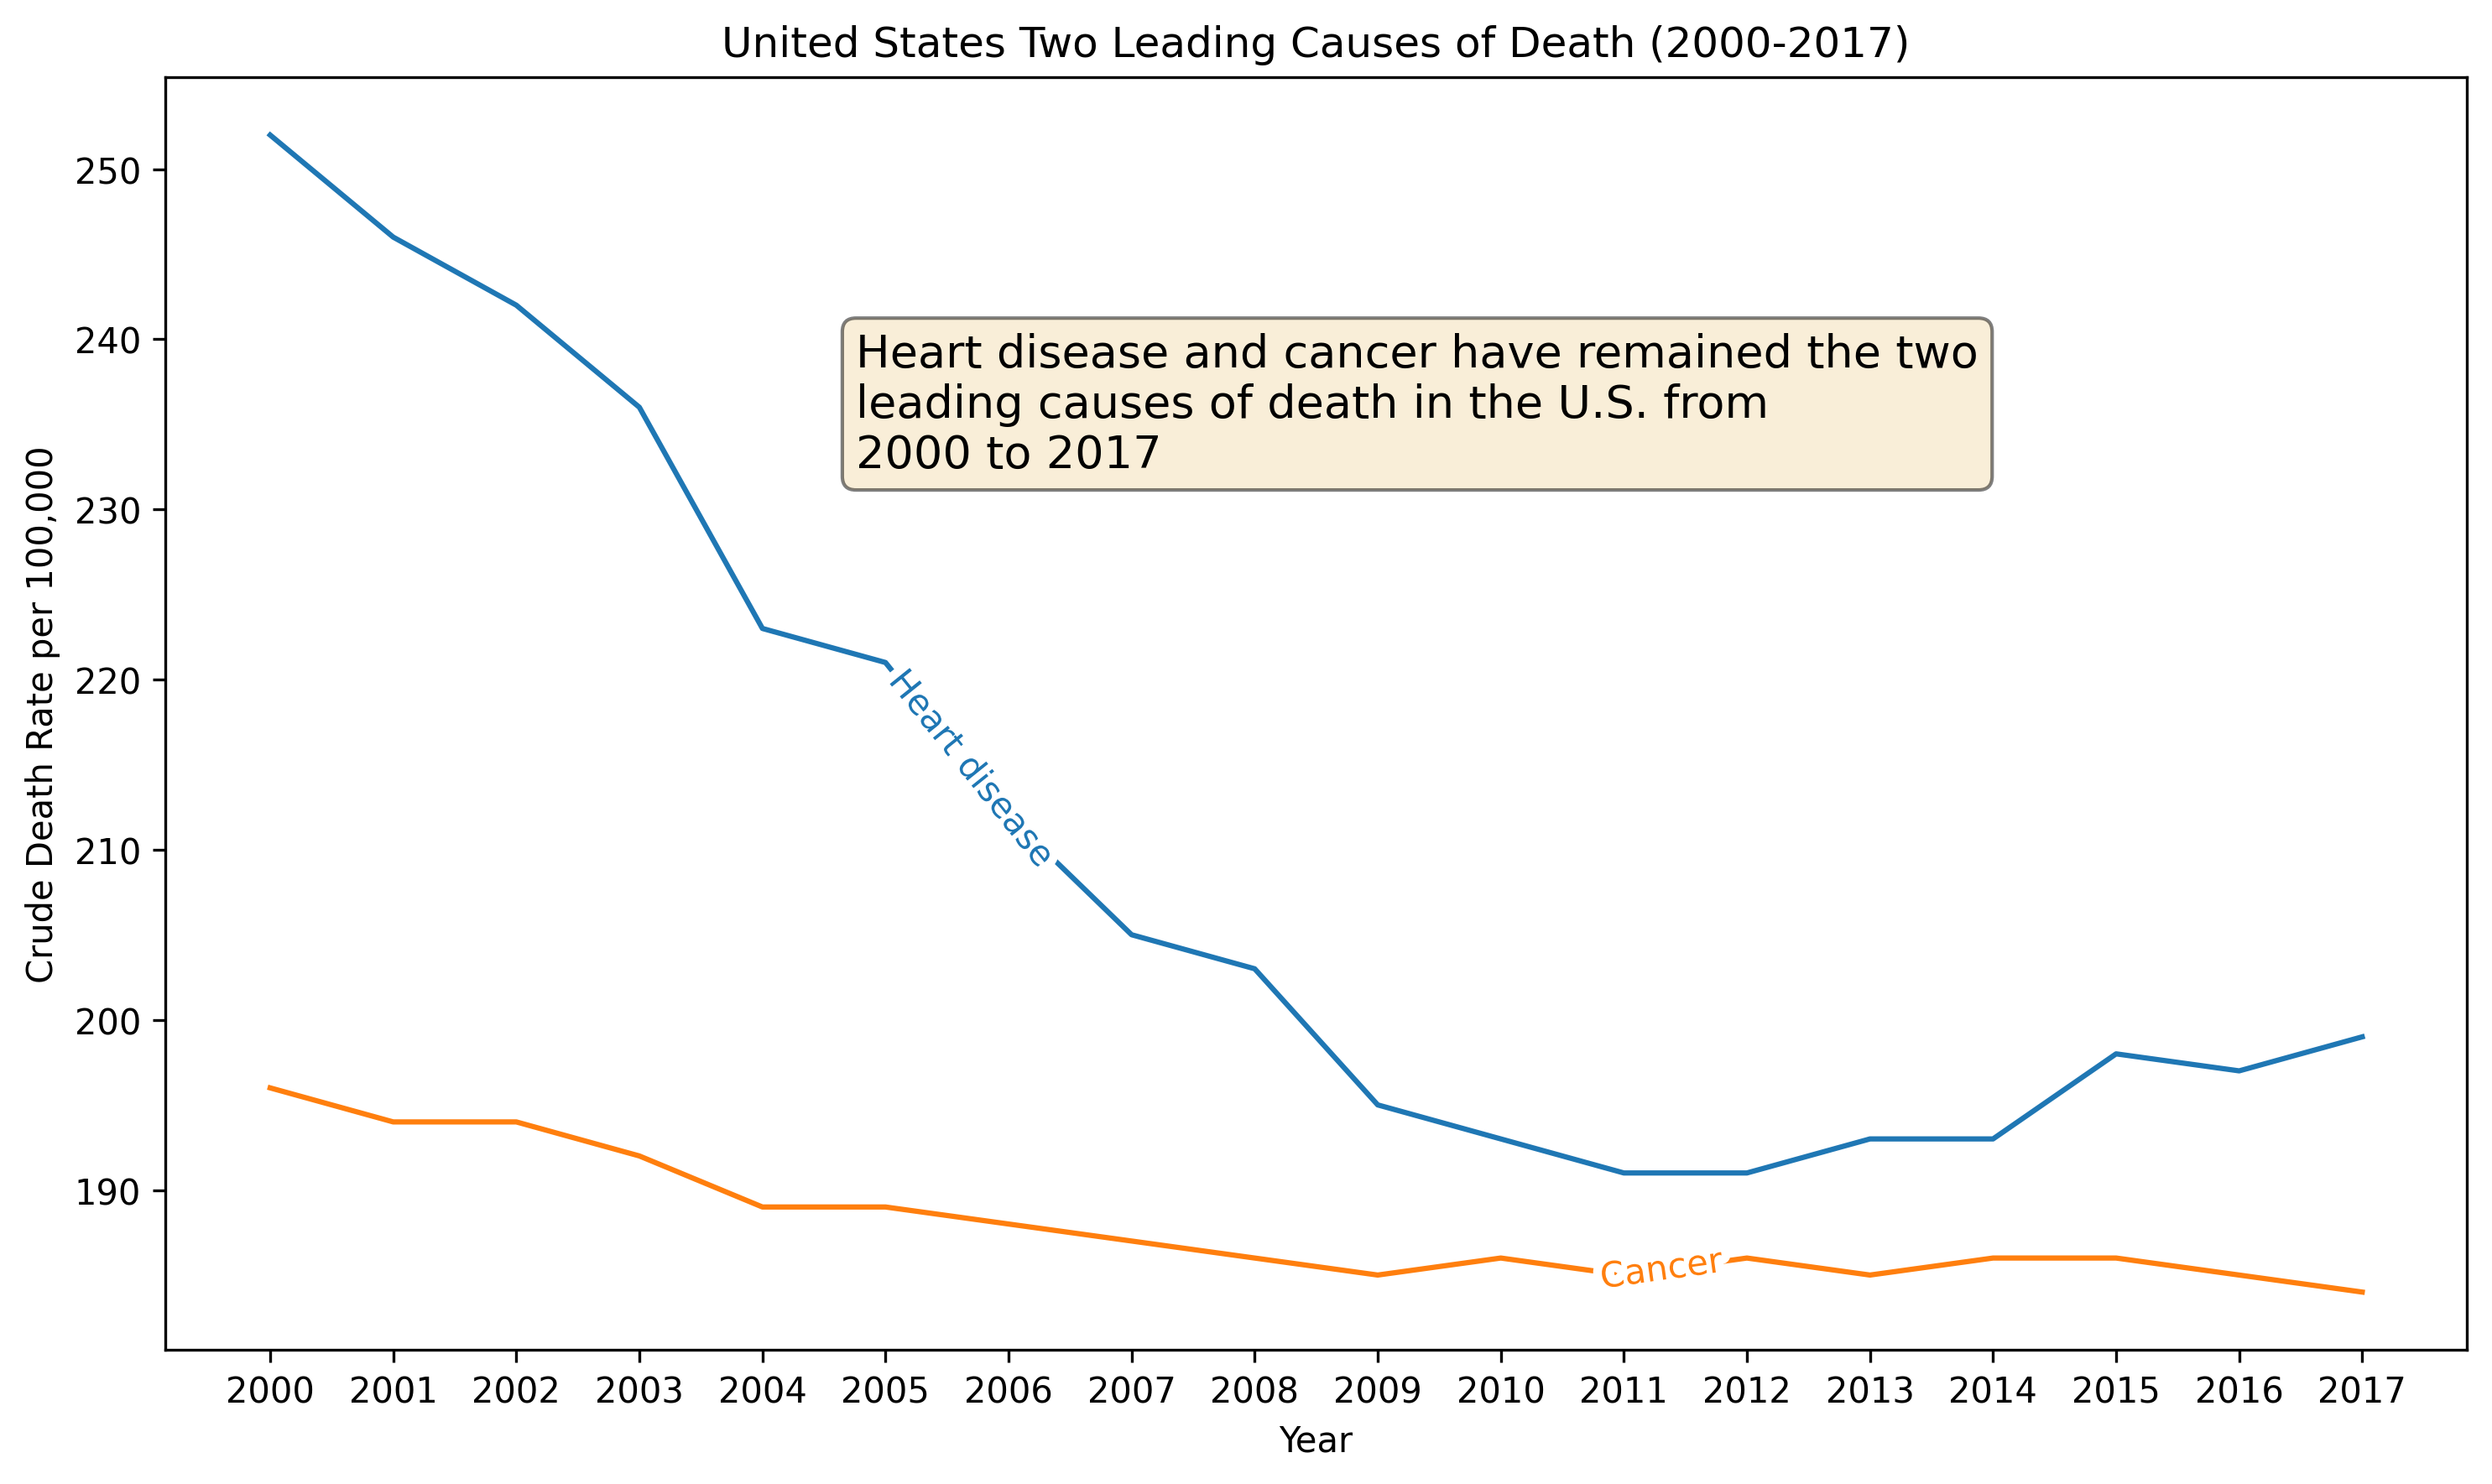 United States Two Leading Causes of Death (2000-2017)
Crude Death Rate per 100,000
250
240
230
220
210
200
190
Heart disease and cancer have remained the two
leading causes of death in the U.S. from
2000 to 2017
Heart disease
Cancer
2000 2001 2002 2003 2004 2005 2006 2007 2008 2009 2010 2011 2012 2013 2014 2015 2016 2017
Year